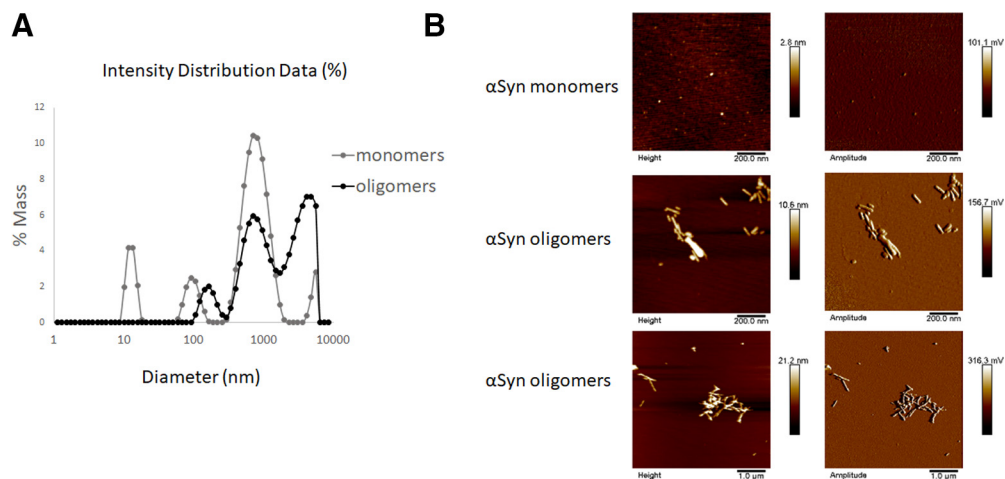 A
B
Intensity Distribution Data (%)
% Mass
12
10
8
6
4
2
0
1
10
100
1000
10000
Diameter (nm)
monomers
oligomers
αSyn monomers
2.8 nm
101.1 mV
Height
200.0 nm
Amplitude
200.0 nm
αSyn oligomers
10.6 nm
156.7 mV
Height
200.0 nm
Amplitude
200.0 nm
αSyn oligomers
21.2 nm
316.3 mV
Height
1.0 µm
Amplitude
1.0 µm